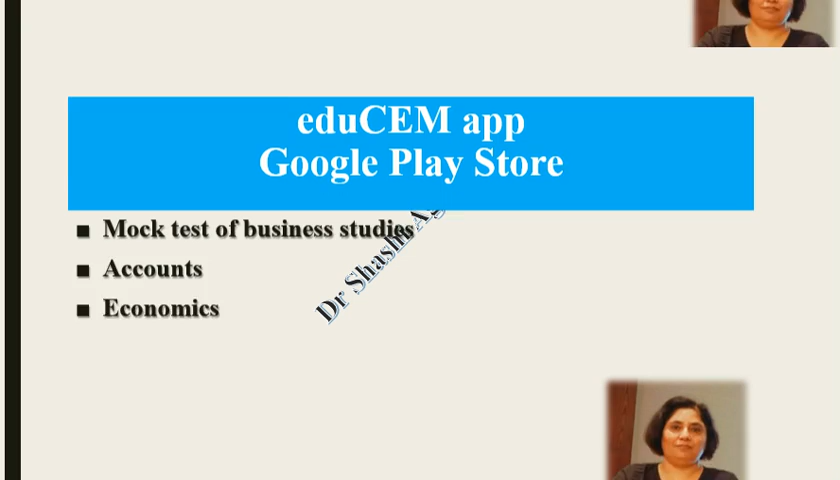 eduCEM app
Google Play Store
Mock test of business studies
Accounts
Economics
Dr Shashi